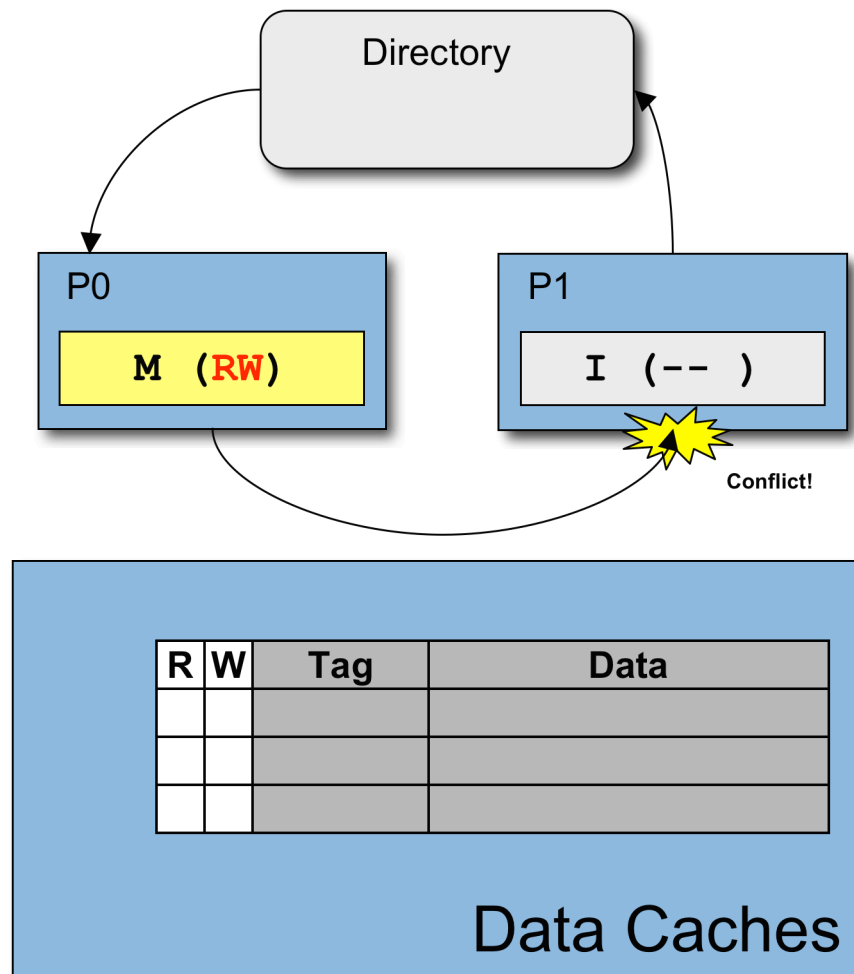 Directory
P0
P1
M (RW)
I (-- )
Conflict!
R W Tag Data
Data Caches